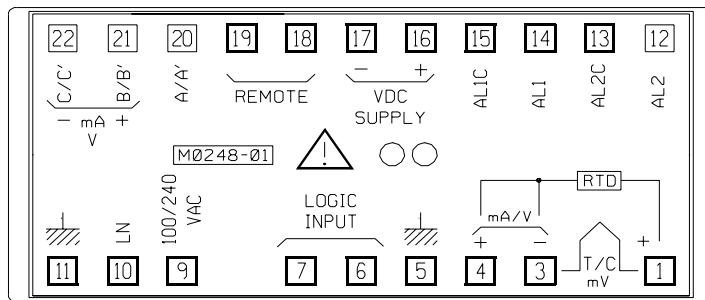 22 21 20 19 18 17 16 15 14 13 12
C/C' B/B' A/A' REMOTE − + AL1C AL1 AL2C AL2
− mA + VDC
V SUPPLY
M0248-01 !
RTD
100/240 LOGIC mA/V
LN VAC INPUT + − T/C +
mV
11 10 9 7 6 5 4 3 1